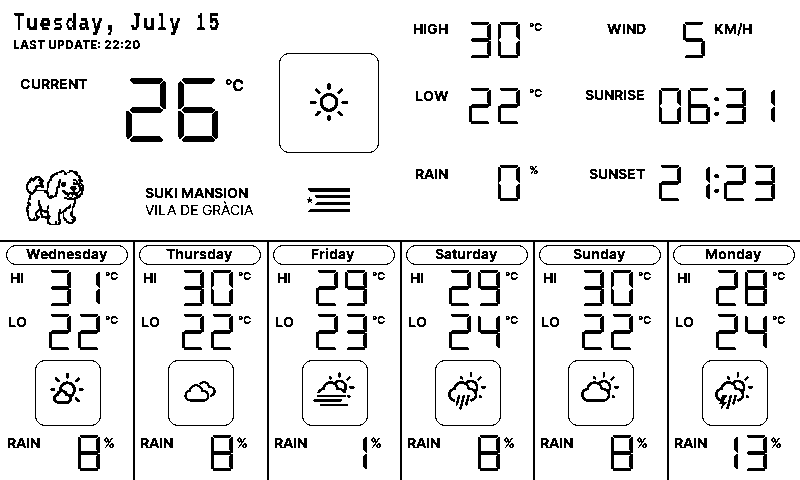 Tuesday, July 15
LAST UPDATE: 22:20
CURRENT 26 °C
HIGH 30 °C
LOW 22 °C
RAIN 0 %
WIND 5 KM/H
SUNRISE 06:31
SUNSET 21:23
SUKI MANSION
VILA DE GRÀCIA
Wednesday
HI 31 °C
LO 22 °C
RAIN 8 %
Thursday
HI 30 °C
LO 22 °C
RAIN 8 %
Friday
HI 29 °C
LO 23 °C
RAIN 1 %
Saturday
HI 29 °C
LO 24 °C
RAIN 8 %
Sunday
HI 30 °C
LO 22 °C
RAIN 8 %
Monday
HI 28 °C
LO 24 °C
RAIN 13 %